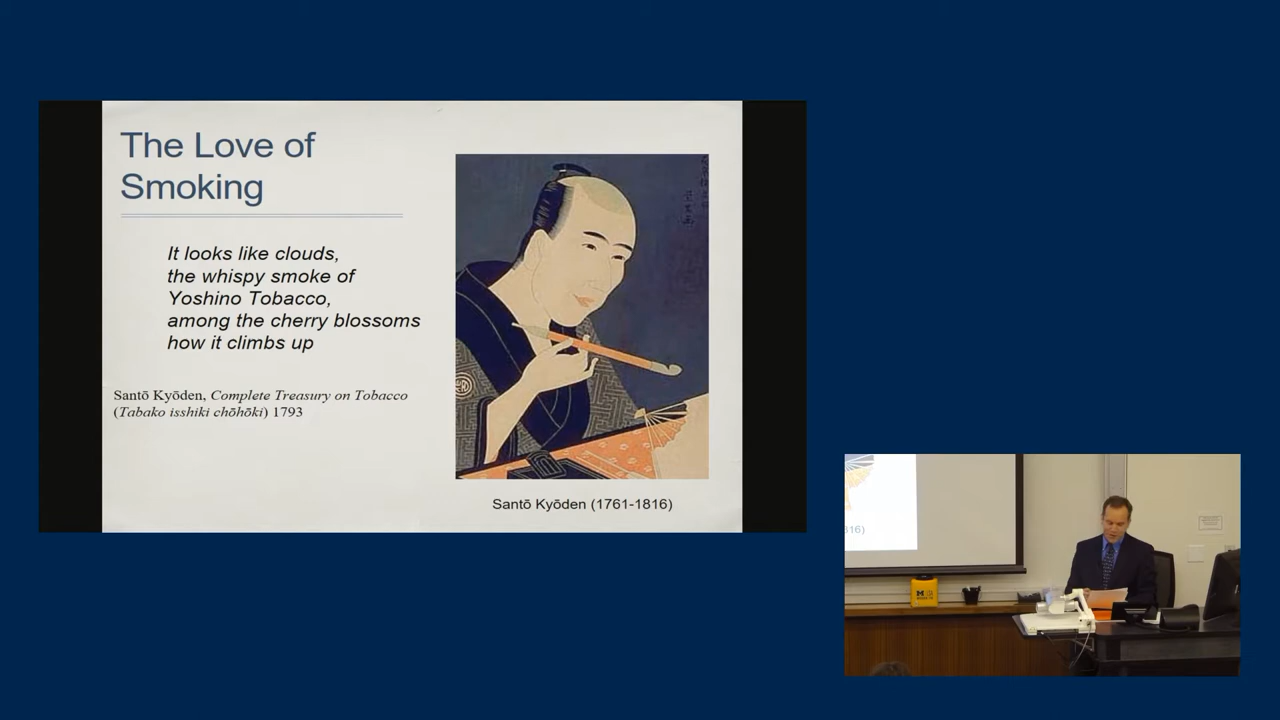 The Love of
Smoking
It looks like clouds,
the whispy smoke of
Yoshino Tobacco,
among the cherry blossoms
how it climbs up
Santō Kyōden, Complete Treasury on Tobacco
(Tabako isshiki chōhōki) 1793
Santō Kyōden (1761-1816)
816)